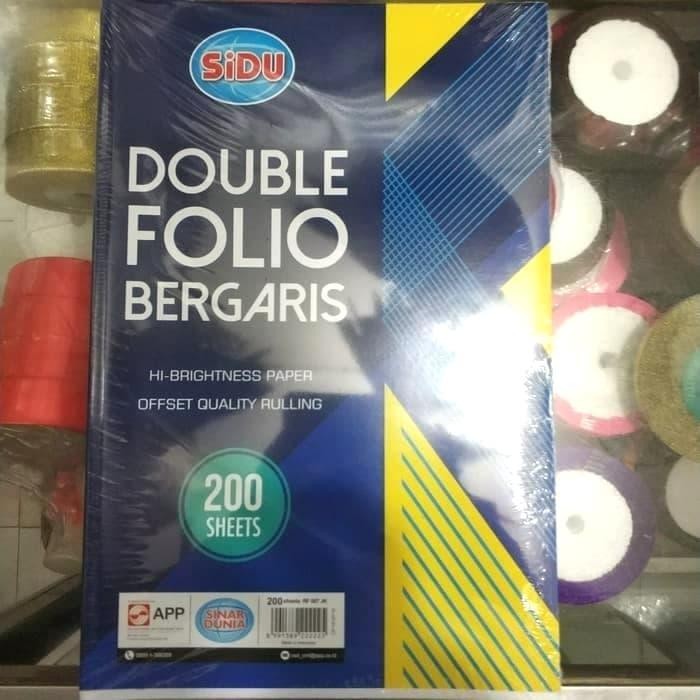 SiDU
DOUBLE
FOLIO
BERGARIS
HI-BRIGHTNESS PAPER
OFFSET QUALITY RULLING
200
SHEETS
APP
SINAR
DUNIA
200 sheets